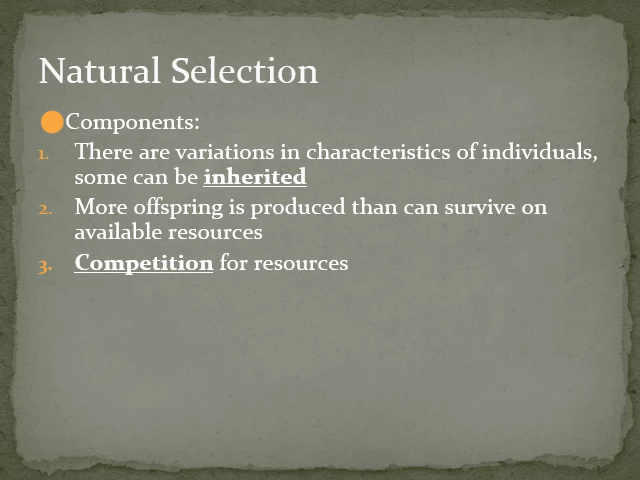 Natural Selection
Components:
1. There are variations in characteristics of individuals,
some can be inherited
2. More offspring is produced than can survive on
available resources
3. Competition for resources